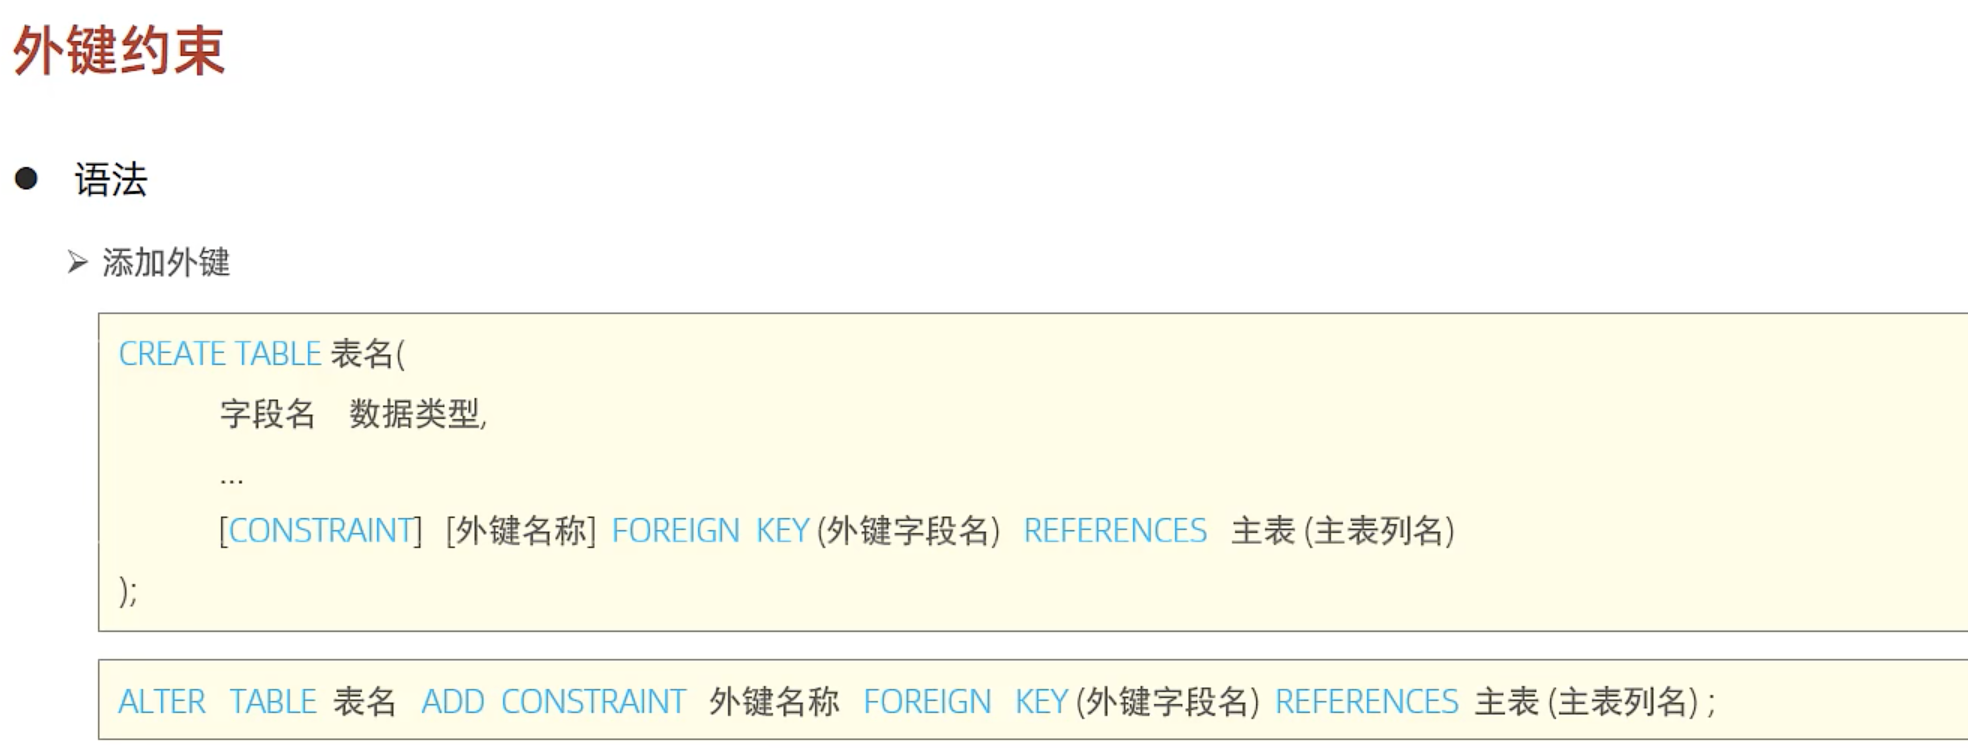 外键约束
● 语法
➢ 添加外键
CREATE TABLE 表名(
字段名 数据类型,
...
[CONSTRAINT] [外键名称] FOREIGN KEY (外键字段名) REFERENCES 主表 (主表列名)
);
ALTER TABLE 表名 ADD CONSTRAINT 外键名称 FOREIGN KEY (外键字段名) REFERENCES 主表 (主表列名) ;